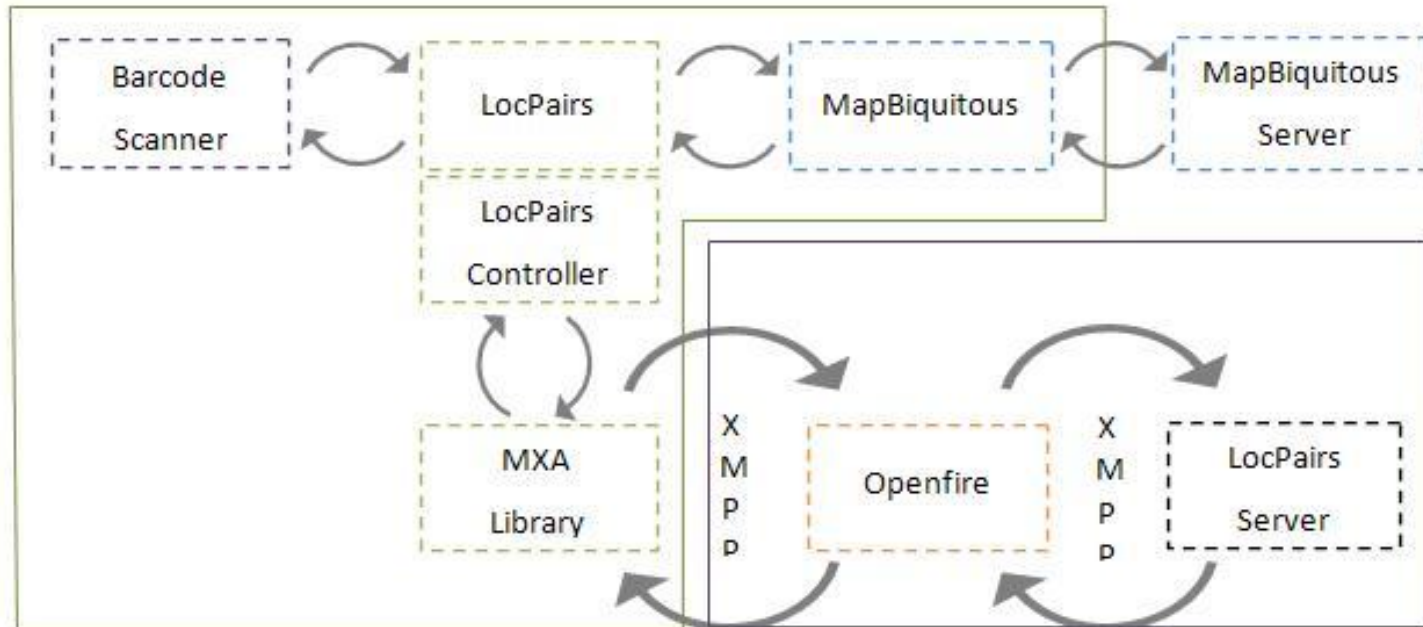 Barcode
Scanner
LocPairs
MapBiquitous
MapBiquitous
Server
LocPairs
Controller
MXA
Library
X
M
P
P
Openfire
X
M
P
P
LocPairs
Server